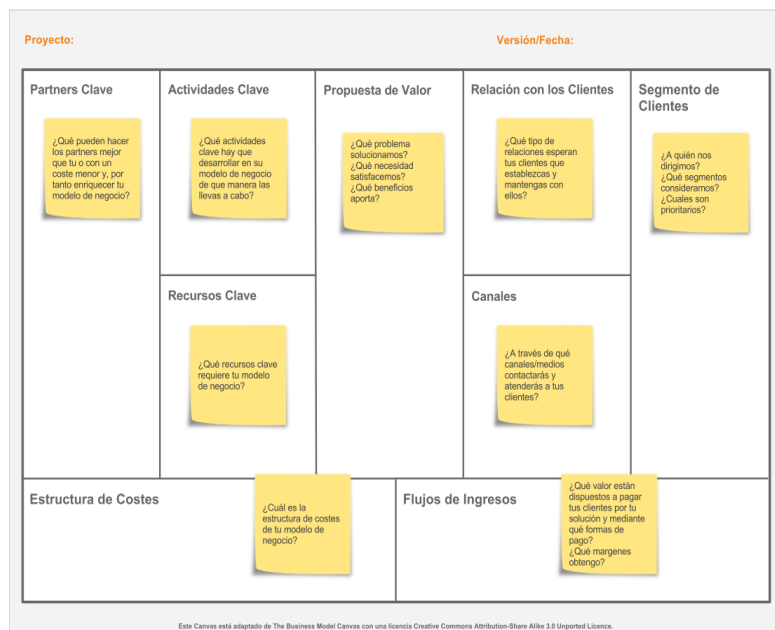 Proyecto:
Versión/Fecha:
Partners Clave
¿Qué pueden hacer
los partners mejor
que tu o con un
coste menor y, por
tanto enriquecer tu
modelo de negocio?
Actividades Clave
¿Qué actividades
clave hay que
desarrollar en su
modelo de negocio
de que manera las
llevas a cabo?
Recursos Clave
¿Qué recursos clave
requiere tu modelo
de negocio?
Propuesta de Valor
¿Qué problema
solucionamos?
¿Qué necesidad
satisfacemos?
¿Qué beneficios
aporta?
Relación con los Clientes
¿Qué tipo de
relaciones esperan
tus clientes que
establezcas y
mantengas con
ellos?
Canales
¿A través de qué
canales/medios
contactarás y
atenderás a tus
clientes?
Segmento de
Clientes
¿A quién nos
dirigimos?
¿Qué segmentos
consideramos?
¿Cuales son
prioritarios?
Estructura de Costes
¿Cuál es la
estructura de costes
de tu modelo de
negocio?
Flujos de Ingresos
¿Qué valor están
dispuestos a pagar
tus clientes por tu
solución y mediante
qué formas de
pago?
¿Qué margenes
obtengo?
Este Canvas está adaptado de The Business Model Canvas con una licencia Creative Commons Attribution-Share Alike 3.0 Unported Licence.